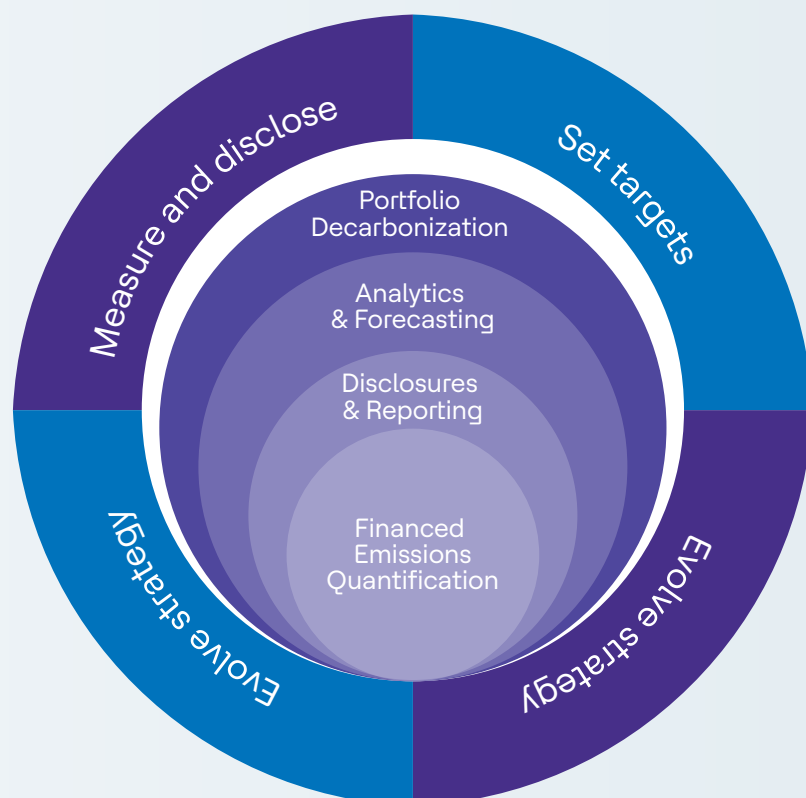 Measure and disclose
Set targets
Portfolio
Decarbonization
Analytics
& Forecasting
Disclosures
& Reporting
Financed
Emissions
Quantification
Evolve strategy
Evolve strategy